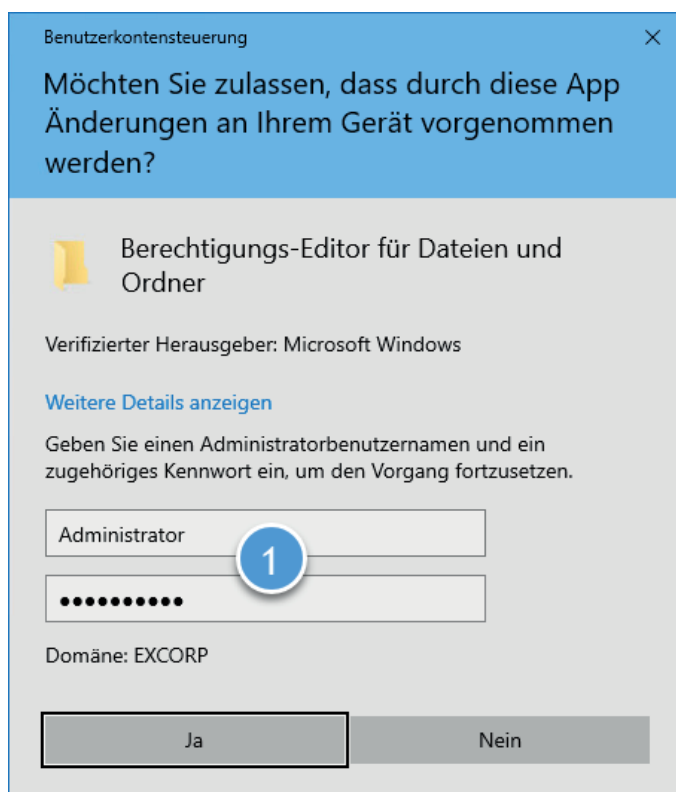 Benutzerkontensteuerung
Möchten Sie zulassen, dass durch diese App
Änderungen an Ihrem Gerät vorgenommen
werden?
Berechtigungs-Editor für Dateien und
Ordner
Verifizierter Herausgeber: Microsoft Windows
Weitere Details anzeigen
Geben Sie einen Administratorbenutzernamen und ein
zugehöriges Kennwort ein, um den Vorgang fortzusetzen.
Administrator
1
••••••••••
Domäne: EXCORP
Ja
Nein